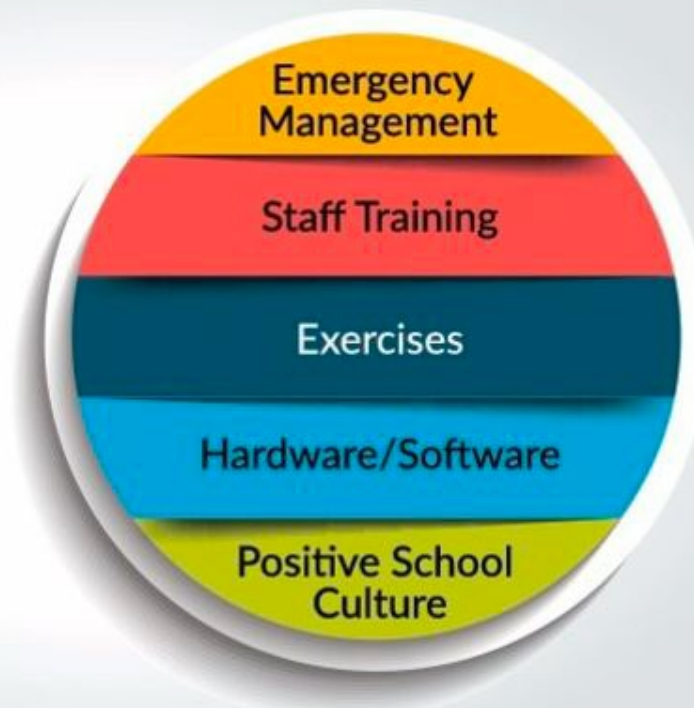 Emergency
Management
Staff Training
Exercises
Hardware/Software
Positive School
Culture